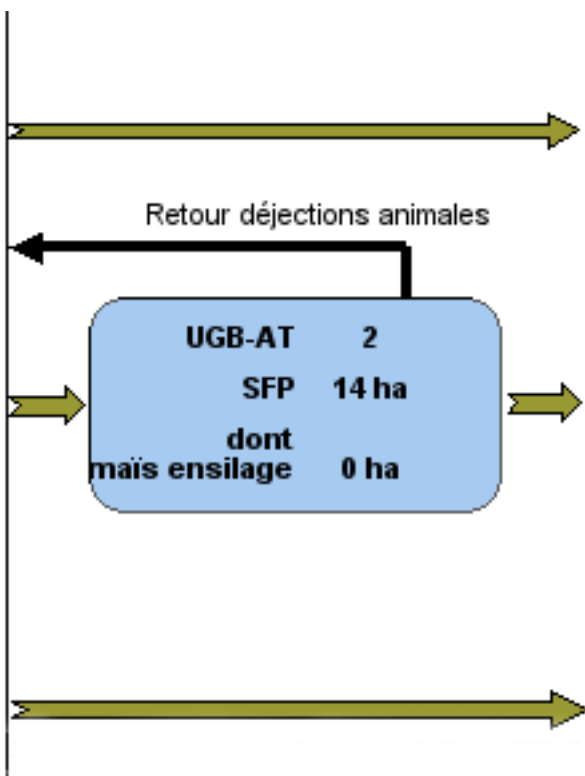 Retour déjections animales
UGB-AT 2
SFP 14 ha
dont
maïs ensilage 0 ha